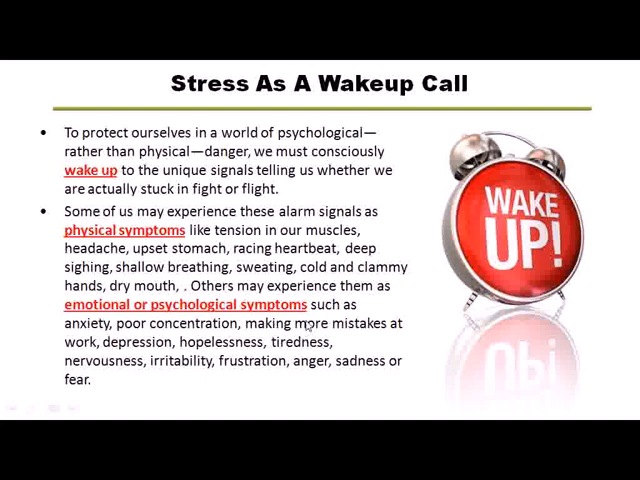 Stress As A Wakeup Call
• To protect ourselves in a world of psychological—
rather than physical—danger, we must consciously
wake up to the unique signals telling us whether we
are actually stuck in fight or flight.
• Some of us may experience these alarm signals as
physical symptoms like tension in our muscles,
headache, upset stomach, racing heartbeat, deep
sighing, shallow breathing, sweating, cold and clammy
hands, dry mouth, . Others may experience them as
emotional or psychological symptoms such as
anxiety, poor concentration, making more mistakes at
work, depression, hopelessness, tiredness,
nervousness, irritability, frustration, anger, sadness or
fear.
WAKE
UP!